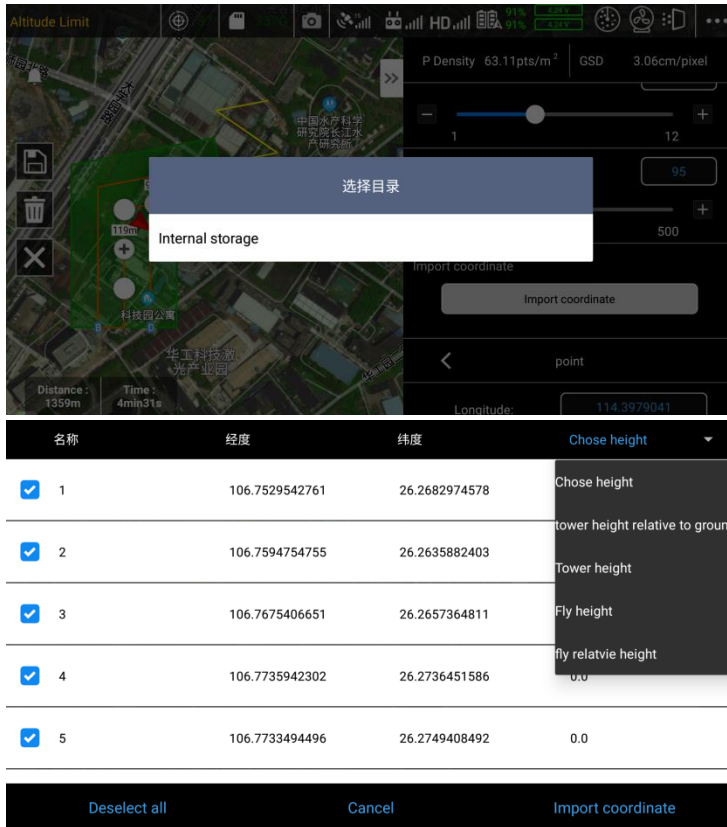 Altitude Limit
HD
91%
91%
4.24 V
4.24 V
P Density 63.11pts/m²
GSD
3.06cm/pixel
中国水产科学
研究院长江水
产研究所
1
12
选择目录
95
Internal storage
119m
500
Import coordinate
Import coordinate
科技园公寓
B
D
华工科技激
光产业园
point
Distance :
1359m
Time :
4min31s
Longitude:
114.3979041
名称
经度
纬度
Chose height
1
106.7529542761
26.2682974578
Chose height
tower height relative to groun
2
106.7594754755
26.2635882403
Tower height
3
106.7675406651
26.2657364811
Fly height
fly relatvie height
4
106.7735942302
26.2736451586
0.0
5
106.7733494496
26.2749408492
0.0
Deselect all
Cancel
Import coordinate